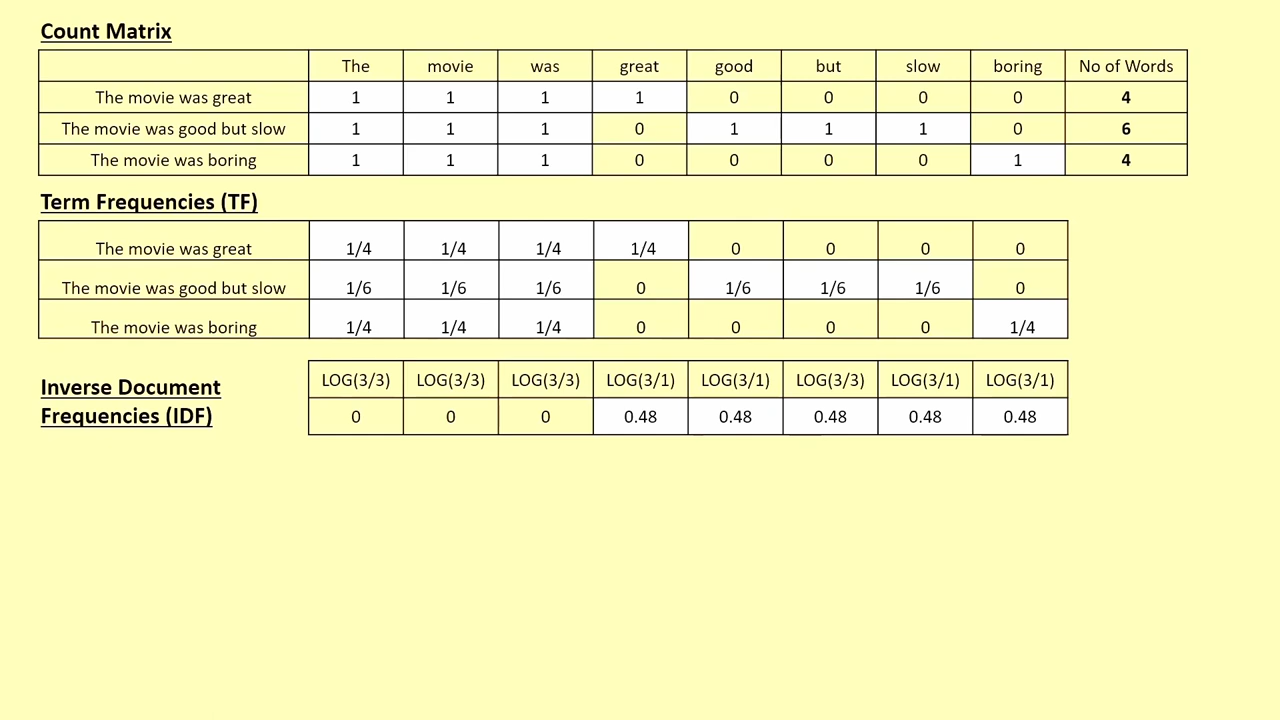 Count Matrix
The movie was great good but slow boring No of Words
The movie was great 1 1 1 1 0 0 0 0 4
The movie was good but slow 1 1 1 0 1 1 1 0 6
The movie was boring 1 1 1 0 0 0 0 1 4
Term Frequencies (TF)
The movie was great 1/4 1/4 1/4 1/4 0 0 0 0
The movie was good but slow 1/6 1/6 1/6 0 1/6 1/6 1/6 0
The movie was boring 1/4 1/4 1/4 0 0 0 0 1/4
Inverse Document
Frequencies (IDF)
LOG(3/3) LOG(3/3) LOG(3/3) LOG(3/1) LOG(3/1) LOG(3/3) LOG(3/1) LOG(3/1)
0 0 0 0.48 0.48 0.48 0.48 0.48